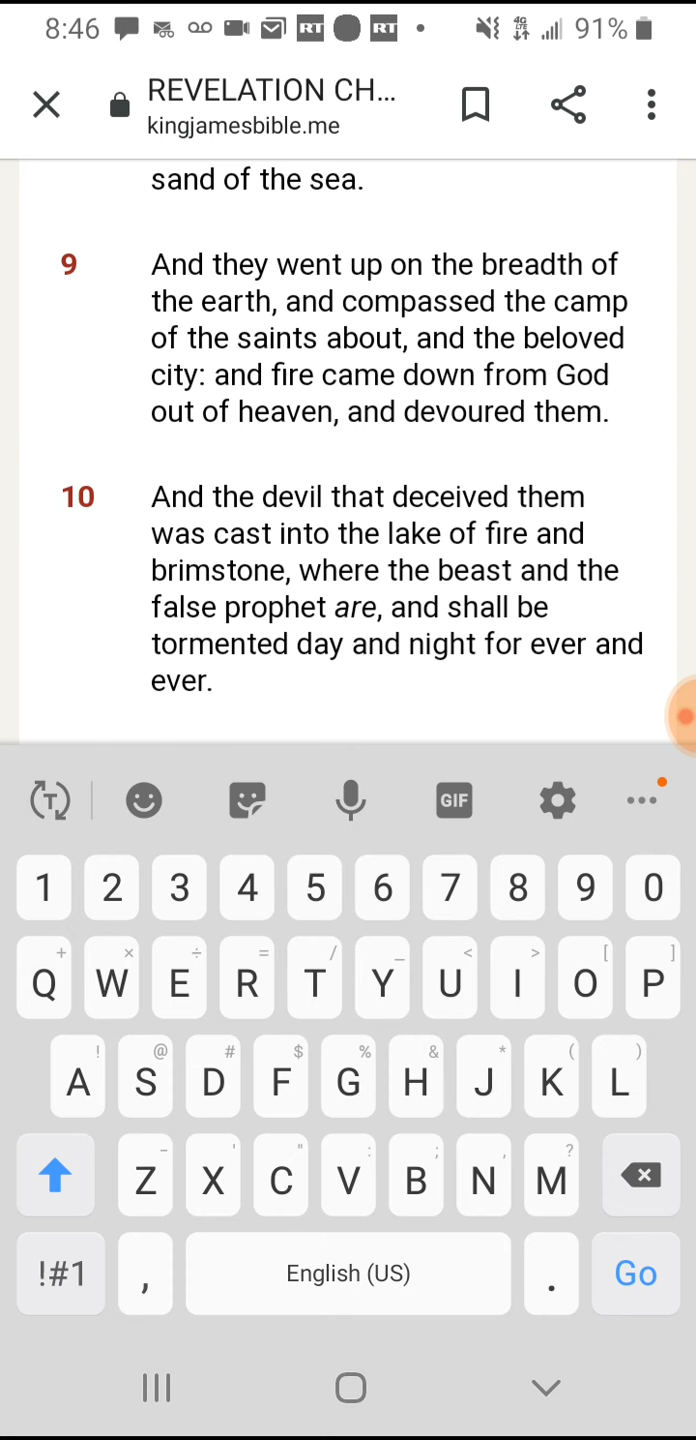 8:46 RT RT 4G LTE 91%
REVELATION CH...
kingjamesbible.me
sand of the sea.
9 And they went up on the breadth of
the earth, and compassed the camp
of the saints about, and the beloved
city: and fire came down from God
out of heaven, and devoured them.
10 And the devil that deceived them
was cast into the lake of fire and
brimstone, where the beast and the
false prophet are, and shall be
tormented day and night for ever and
ever.
T GIF
1 2 3 4 5 6 7 8 9 0
+ × ÷ = / _ < > [ ]
Q W E R T Y U I O P
! @ # $ % & * ( )
A S D F G H J K L
- ' " : ; , ?
Z X C V B N M
!#1 , English (US) . Go